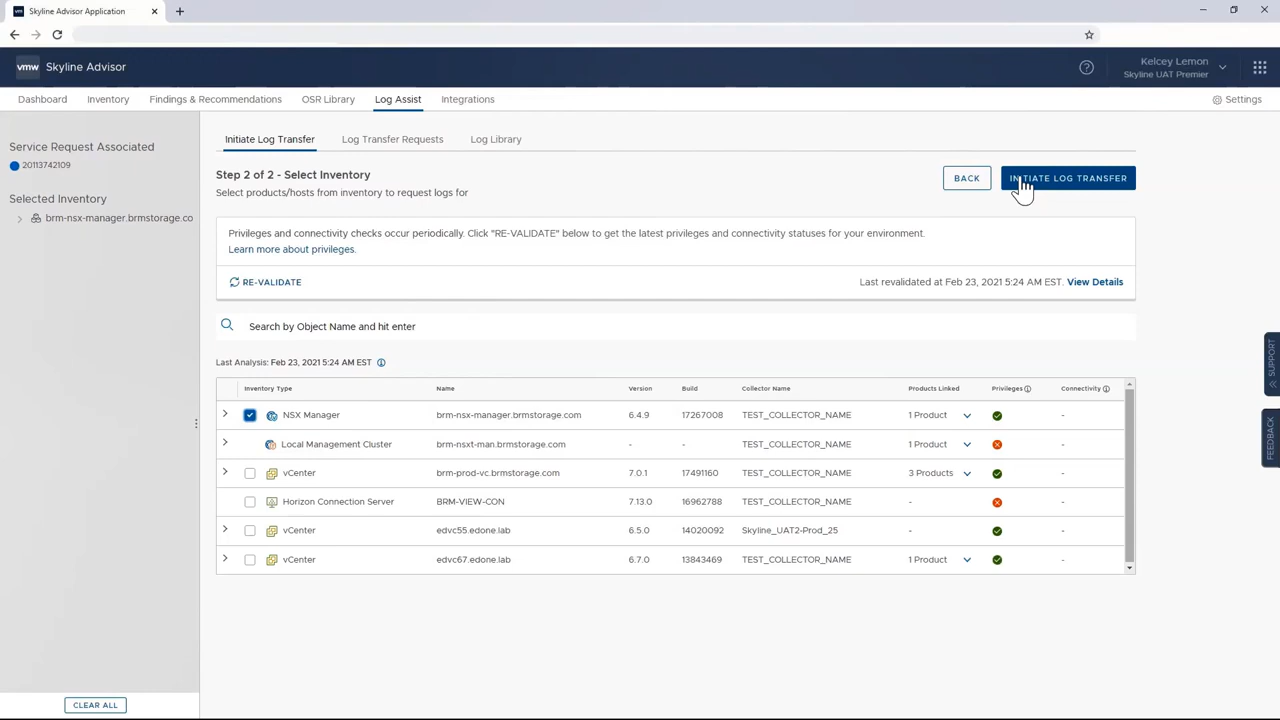 vm Skyline Advisor Application
vmw Skyline Advisor
Kelcey Lemon
Skyline UAT Premier
Dashboard Inventory Findings & Recommendations OSR Library Log Assist Integrations Settings
Service Request Associated
20113742109
Selected Inventory
brm-nsx-manager.brmstorage.co
CLEAR ALL
Initiate Log Transfer Log Transfer Requests Log Library
Step 2 of 2 - Select Inventory
Select products/hosts from inventory to request logs for
BACK INITIATE LOG TRANSFER
Privileges and connectivity checks occur periodically. Click "RE-VALIDATE" below to get the latest privileges and connectivity statuses for your environment.
Learn more about privileges.
RE-VALIDATE Last revalidated at Feb 23, 2021 5:24 AM EST. View Details
Search by Object Name and hit enter
Last Analysis: Feb 23, 2021 5:24 AM EST
Inventory Type Name Version Build Collector Name Products Linked Privileges Connectivity
NSX Manager brm-nsx-manager.brmstorage.com 6.4.9 17267008 TEST_COLLECTOR_NAME 1 Product -
Local Management Cluster brm-nsxt-man.brmstorage.com - - TEST_COLLECTOR_NAME 1 Product -
vCenter brm-prod-vc.brmstorage.com 7.0.1 17491160 TEST_COLLECTOR_NAME 3 Products -
Horizon Connection Server BRM-VIEW-CON 7.13.0 16962788 TEST_COLLECTOR_NAME - -
vCenter edvc55.edone.lab 6.5.0 14020092 Skyline_UAT2-Prod_25 - -
vCenter edvc67.edone.lab 6.7.0 13843469 TEST_COLLECTOR_NAME 1 Product -
SUPPORT
FEEDBACK